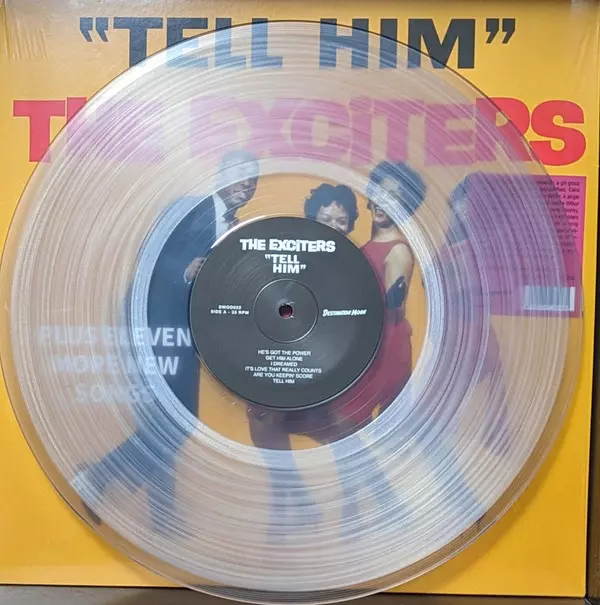 "TELL HIM"
THE EXCITERS
THE EXCITERS
"TELL
HIM"
DMOO033
SIDE A - 33 RPM
DESTINATION MOON
HE'S GOT THE POWER
GET HIM ALONE
I DREAMED
IT'S LOVE THAT REALLY COUNTS
ARE YOU KEEPIN' SCORE
TELL HIM
PLUS ELEVEN
MORE NEW
SONGS